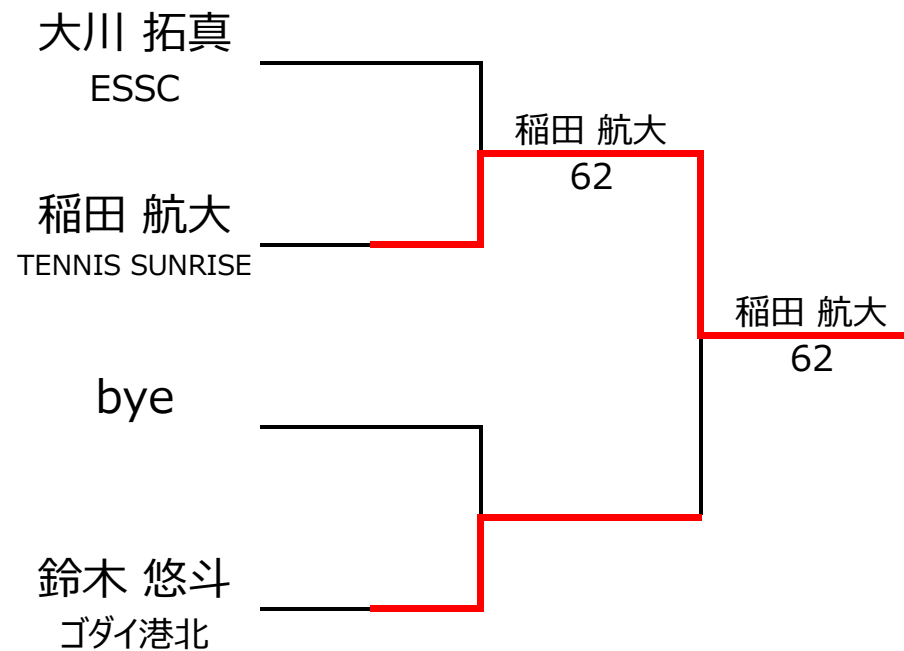 大川 拓真
ESSC
稲田 航大
62
稲田 航大
TENNIS SUNRISE
稲田 航大
62
bye
鈴木 悠斗
ゴダイ港北